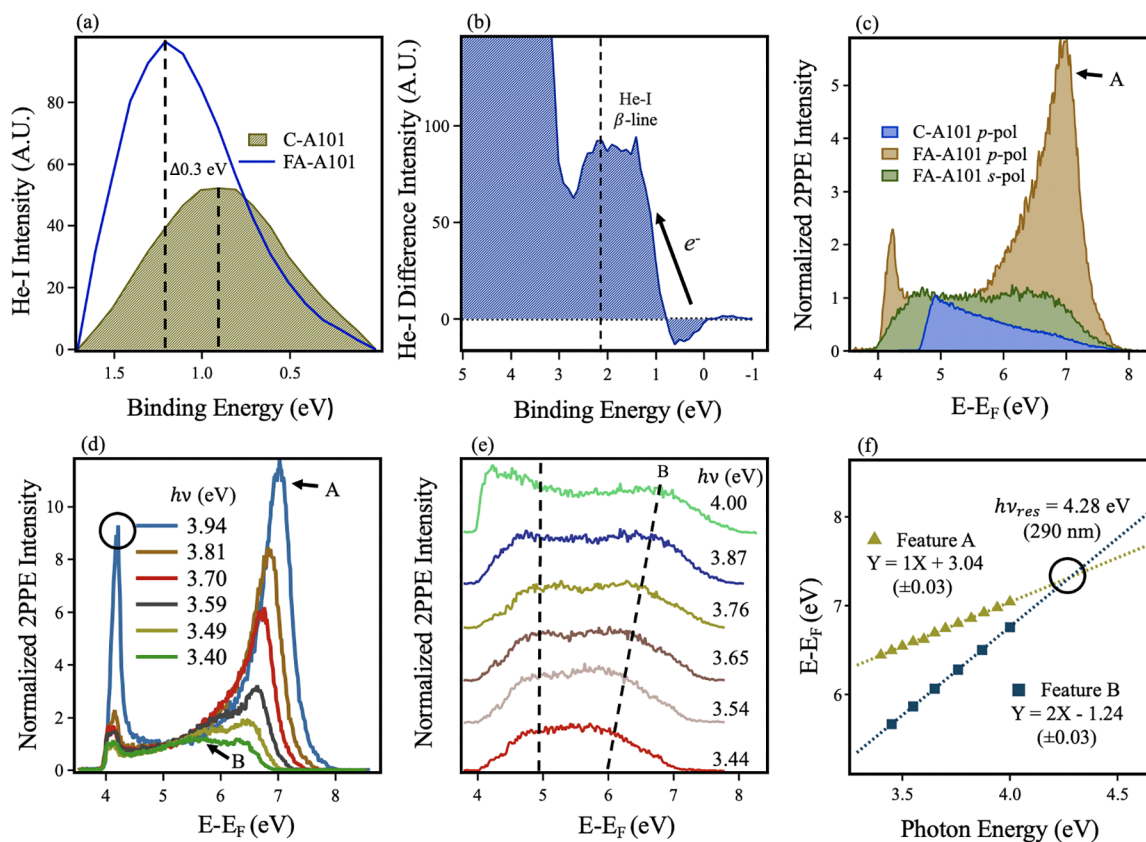 (a)
He-I Intensity (A.U.)
100
80
60
40
20
0
Δ0.3 eV
C-A101
FA-A101
1.5
1.0
0.5
Binding Energy (eV)
(b)
He-I Difference Intensity (A.U.)
100
50
0
He-I
β-line
e-
5
4
3
2
1
0
-1
Binding Energy (eV)
(c)
Normalized 2PPE Intensity
5
4
3
2
1
0
A
C-A101 p-pol
FA-A101 p-pol
FA-A101 s-pol
4
5
6
7
8
E-EF (eV)
(d)
Normalized 2PPE Intensity
10
8
6
4
2
0
hν (eV)
3.94
3.81
3.70
3.59
3.49
3.40
A
B
4
5
6
7
8
E-EF (eV)
(e)
Normalized 2PPE Intensity
B
hν (eV)
4.00
3.87
3.76
3.65
3.54
3.44
4
5
6
7
8
E-EF (eV)
(f)
E-EF (eV)
8
7
6
hνres = 4.28 eV
(290 nm)
Feature A
Y = 1X + 3.04
(±0.03)
Feature B
Y = 2X - 1.24
(±0.03)
3.5
4.0
4.5
Photon Energy (eV)